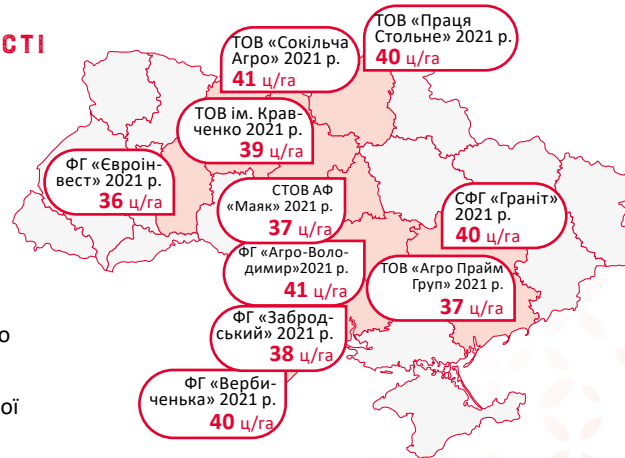 СТІ
ТОВ «Праця
Стольне» 2021 р.
40 ц/га
ТОВ «Сокільча
Агро» 2021 р.
41 ц/га
ТОВ ім. Крав-
ченко 2021 р.
39 ц/га
ФГ «Євроін-
вест» 2021 р.
36 ц/га
СТОВ АФ
«Маяк» 2021 р.
37 ц/га
СФГ «Граніт»
2021 р.
40 ц/га
ФГ «Агро-Воло-
димир»2021 р.
41 ц/га
ТОВ «Агро Прайм
Груп» 2021 р.
37 ц/га
ФГ «Заброд-
ський» 2021 р.
38 ц/га
о
ФГ «Верби-
ченька» 2021 р.
40 ц/га
ої